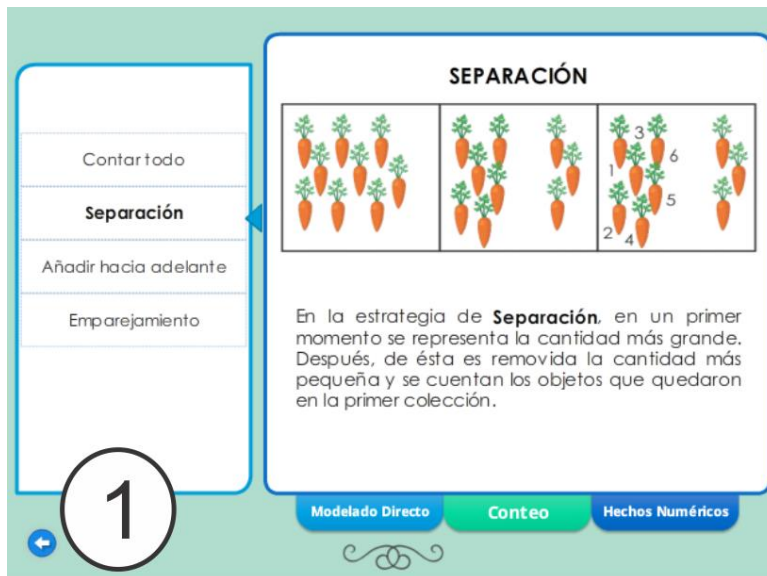 Contar todo
Separación
Añadir hacia adelante
Emparejamiento
SEPARACIÓN
3
6
1
5
2
4
En la estrategia de Separación, en un primer
momento se representa la cantidad más grande.
Después, de ésta es removida la cantidad más
pequeña y se cuentan los objetos que quedaron
en la primer colección.
1
Modelado Directo
Conteo
Hechos Numéricos